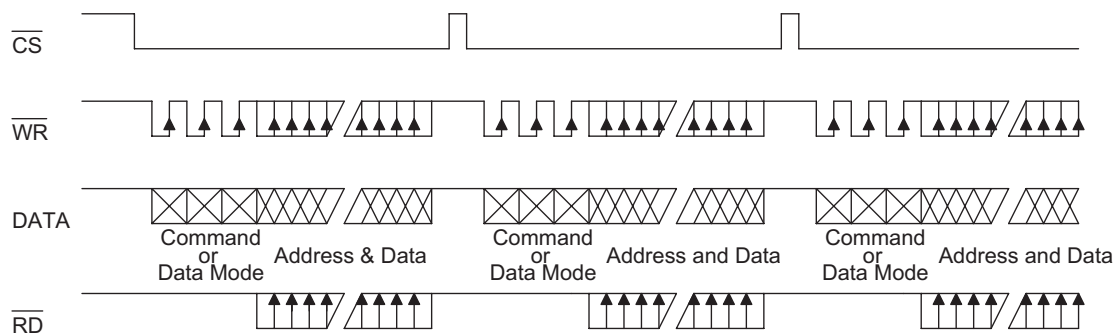 CS
WR
DATA
Command
or
Data Mode
Address & Data
Command
or
Data Mode
Address and Data
Command
or
Data Mode
Address and Data
RD